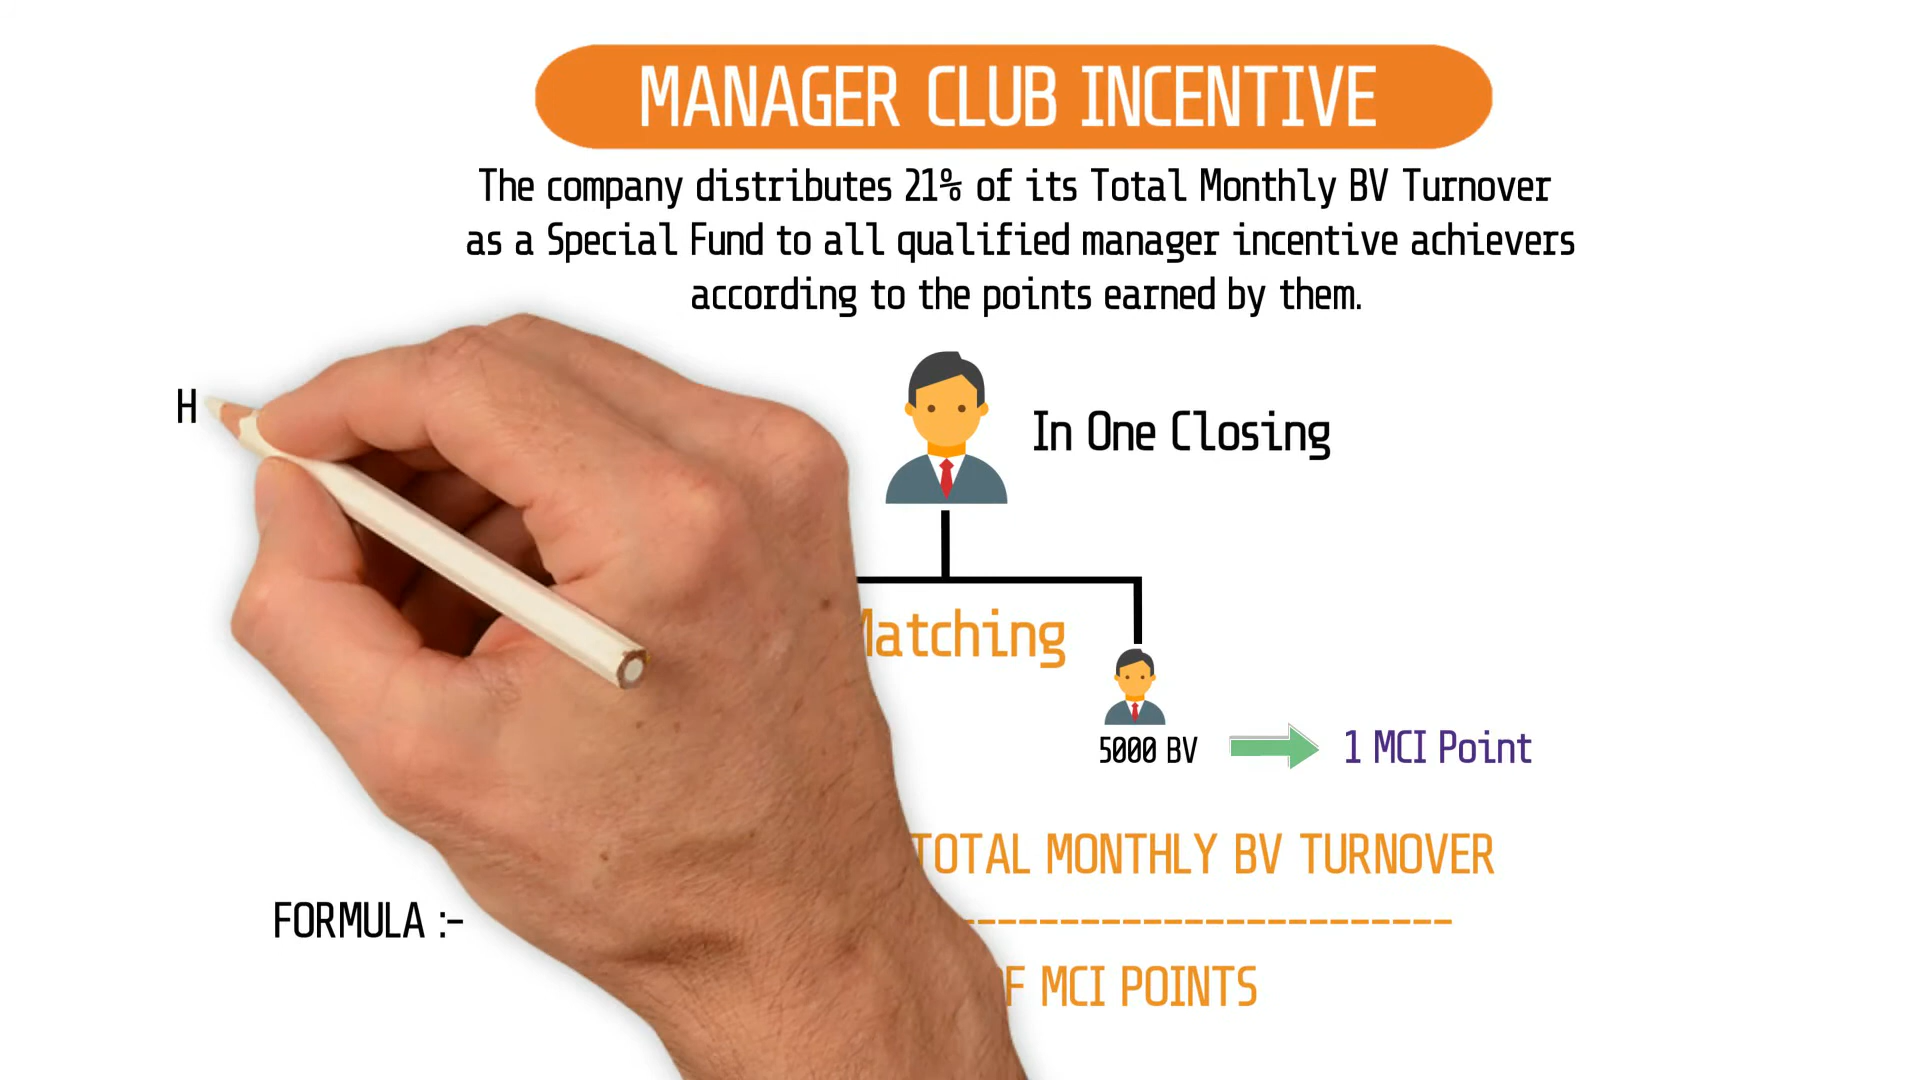 MANAGER CLUB INCENTIVE
The company distributes 21% of its Total Monthly BV Turnover
as a Special Fund to all qualified manager incentive achievers
according to the points earned by them.
H
In One Closing
Matching
5000 BV
1 MCI Point
TOTAL MONTHLY BV TURNOVER
FORMULA :-
------------------------
F MCI POINTS